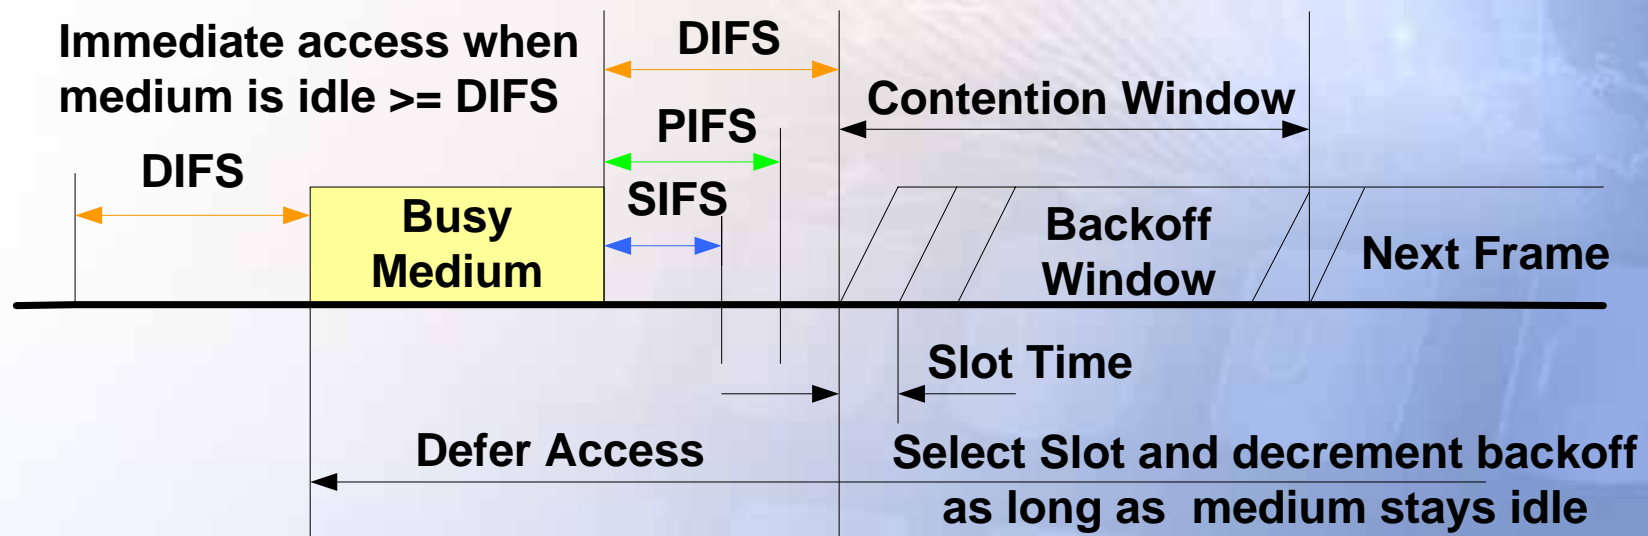 Immediate access when
medium is idle >= DIFS
DIFS
DIFS
PIFS
SIFS
Contention Window
Busy
Medium
Backoff
Window
Next Frame
Slot Time
Defer Access
Select Slot and decrement backoff
as long as medium stays idle